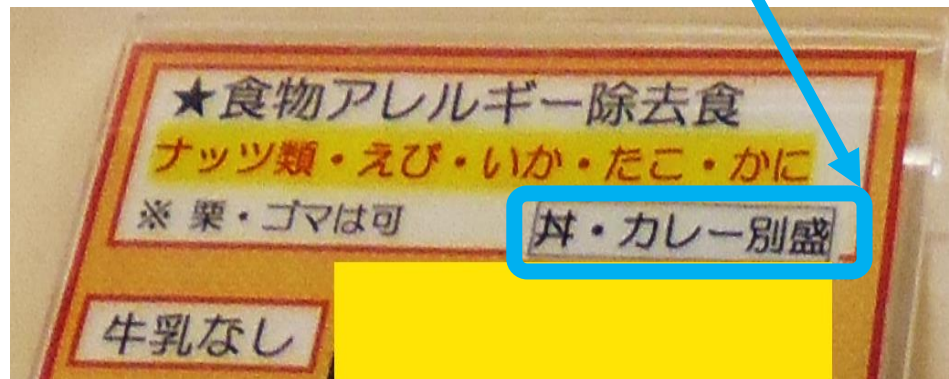 ★食物アレルギー除去食
ナッツ類・えび・いか・たこ・かに
※ 栗・ゴマは可
丼・カレー別盛
牛乳なし